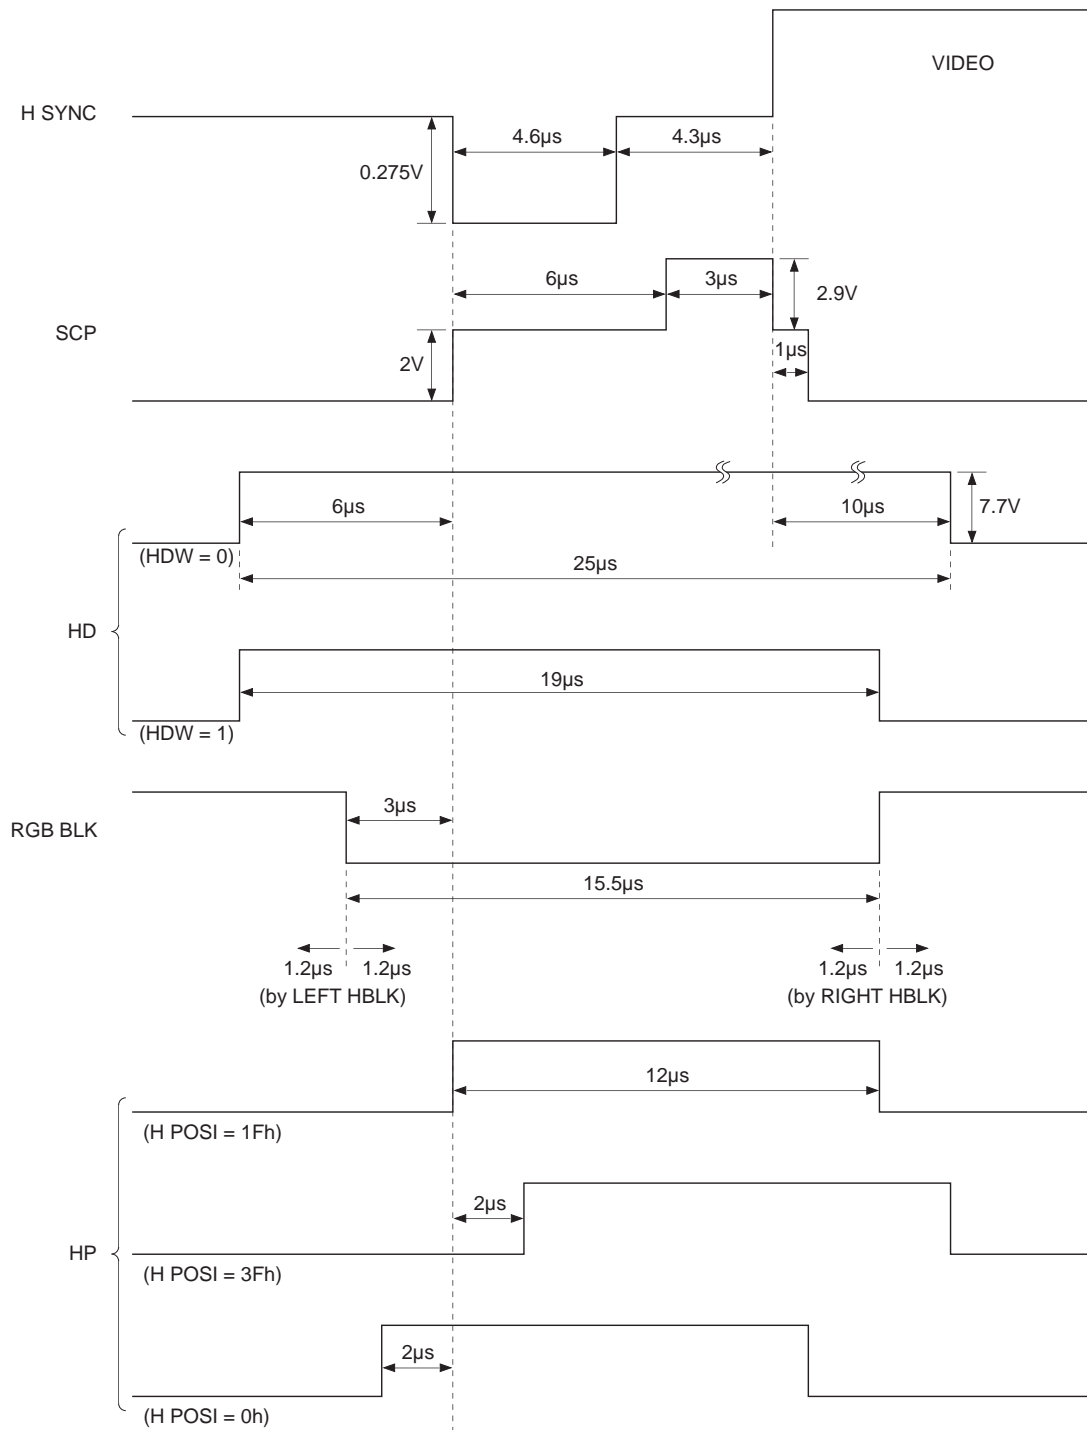 VIDEO
H SYNC
4.6µs
4.3µs
0.275V
6µs
3µs
2.9V
SCP
2V
1µs
6µs
10µs
7.7V
(HDW = 0)
25µs
HD
19µs
(HDW = 1)
3µs
RGB BLK
15.5µs
1.2µs 1.2µs
(by LEFT HBLK)
1.2µs 1.2µs
(by RIGHT HBLK)
12µs
(H POSI = 1Fh)
2µs
HP
(H POSI = 3Fh)
2µs
(H POSI = 0h)